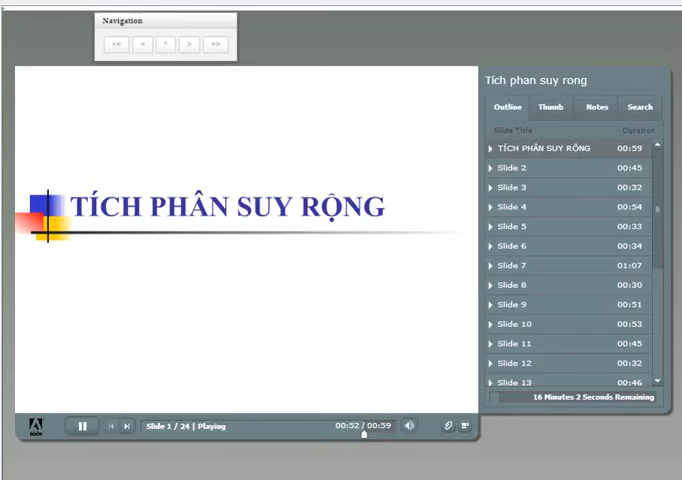 Navigation
<< < ^ > >>
TÍCH PHÂN SUY RỘNG
Tích phan suy rong
Outline Thumb Notes Search
Slide Title Duration
TÍCH PHÂN SUY RỘNG 00:59
Slide 2 00:45
Slide 3 00:32
Slide 4 00:54
Slide 5 00:33
Slide 6 00:34
Slide 7 01:07
Slide 8 00:30
Slide 9 00:51
Slide 10 00:53
Slide 11 00:45
Slide 12 00:32
Slide 13 00:46
16 Minutes 2 Seconds Remaining
Adobe
Slide 1 / 24 | Playing
00:52 / 00:59